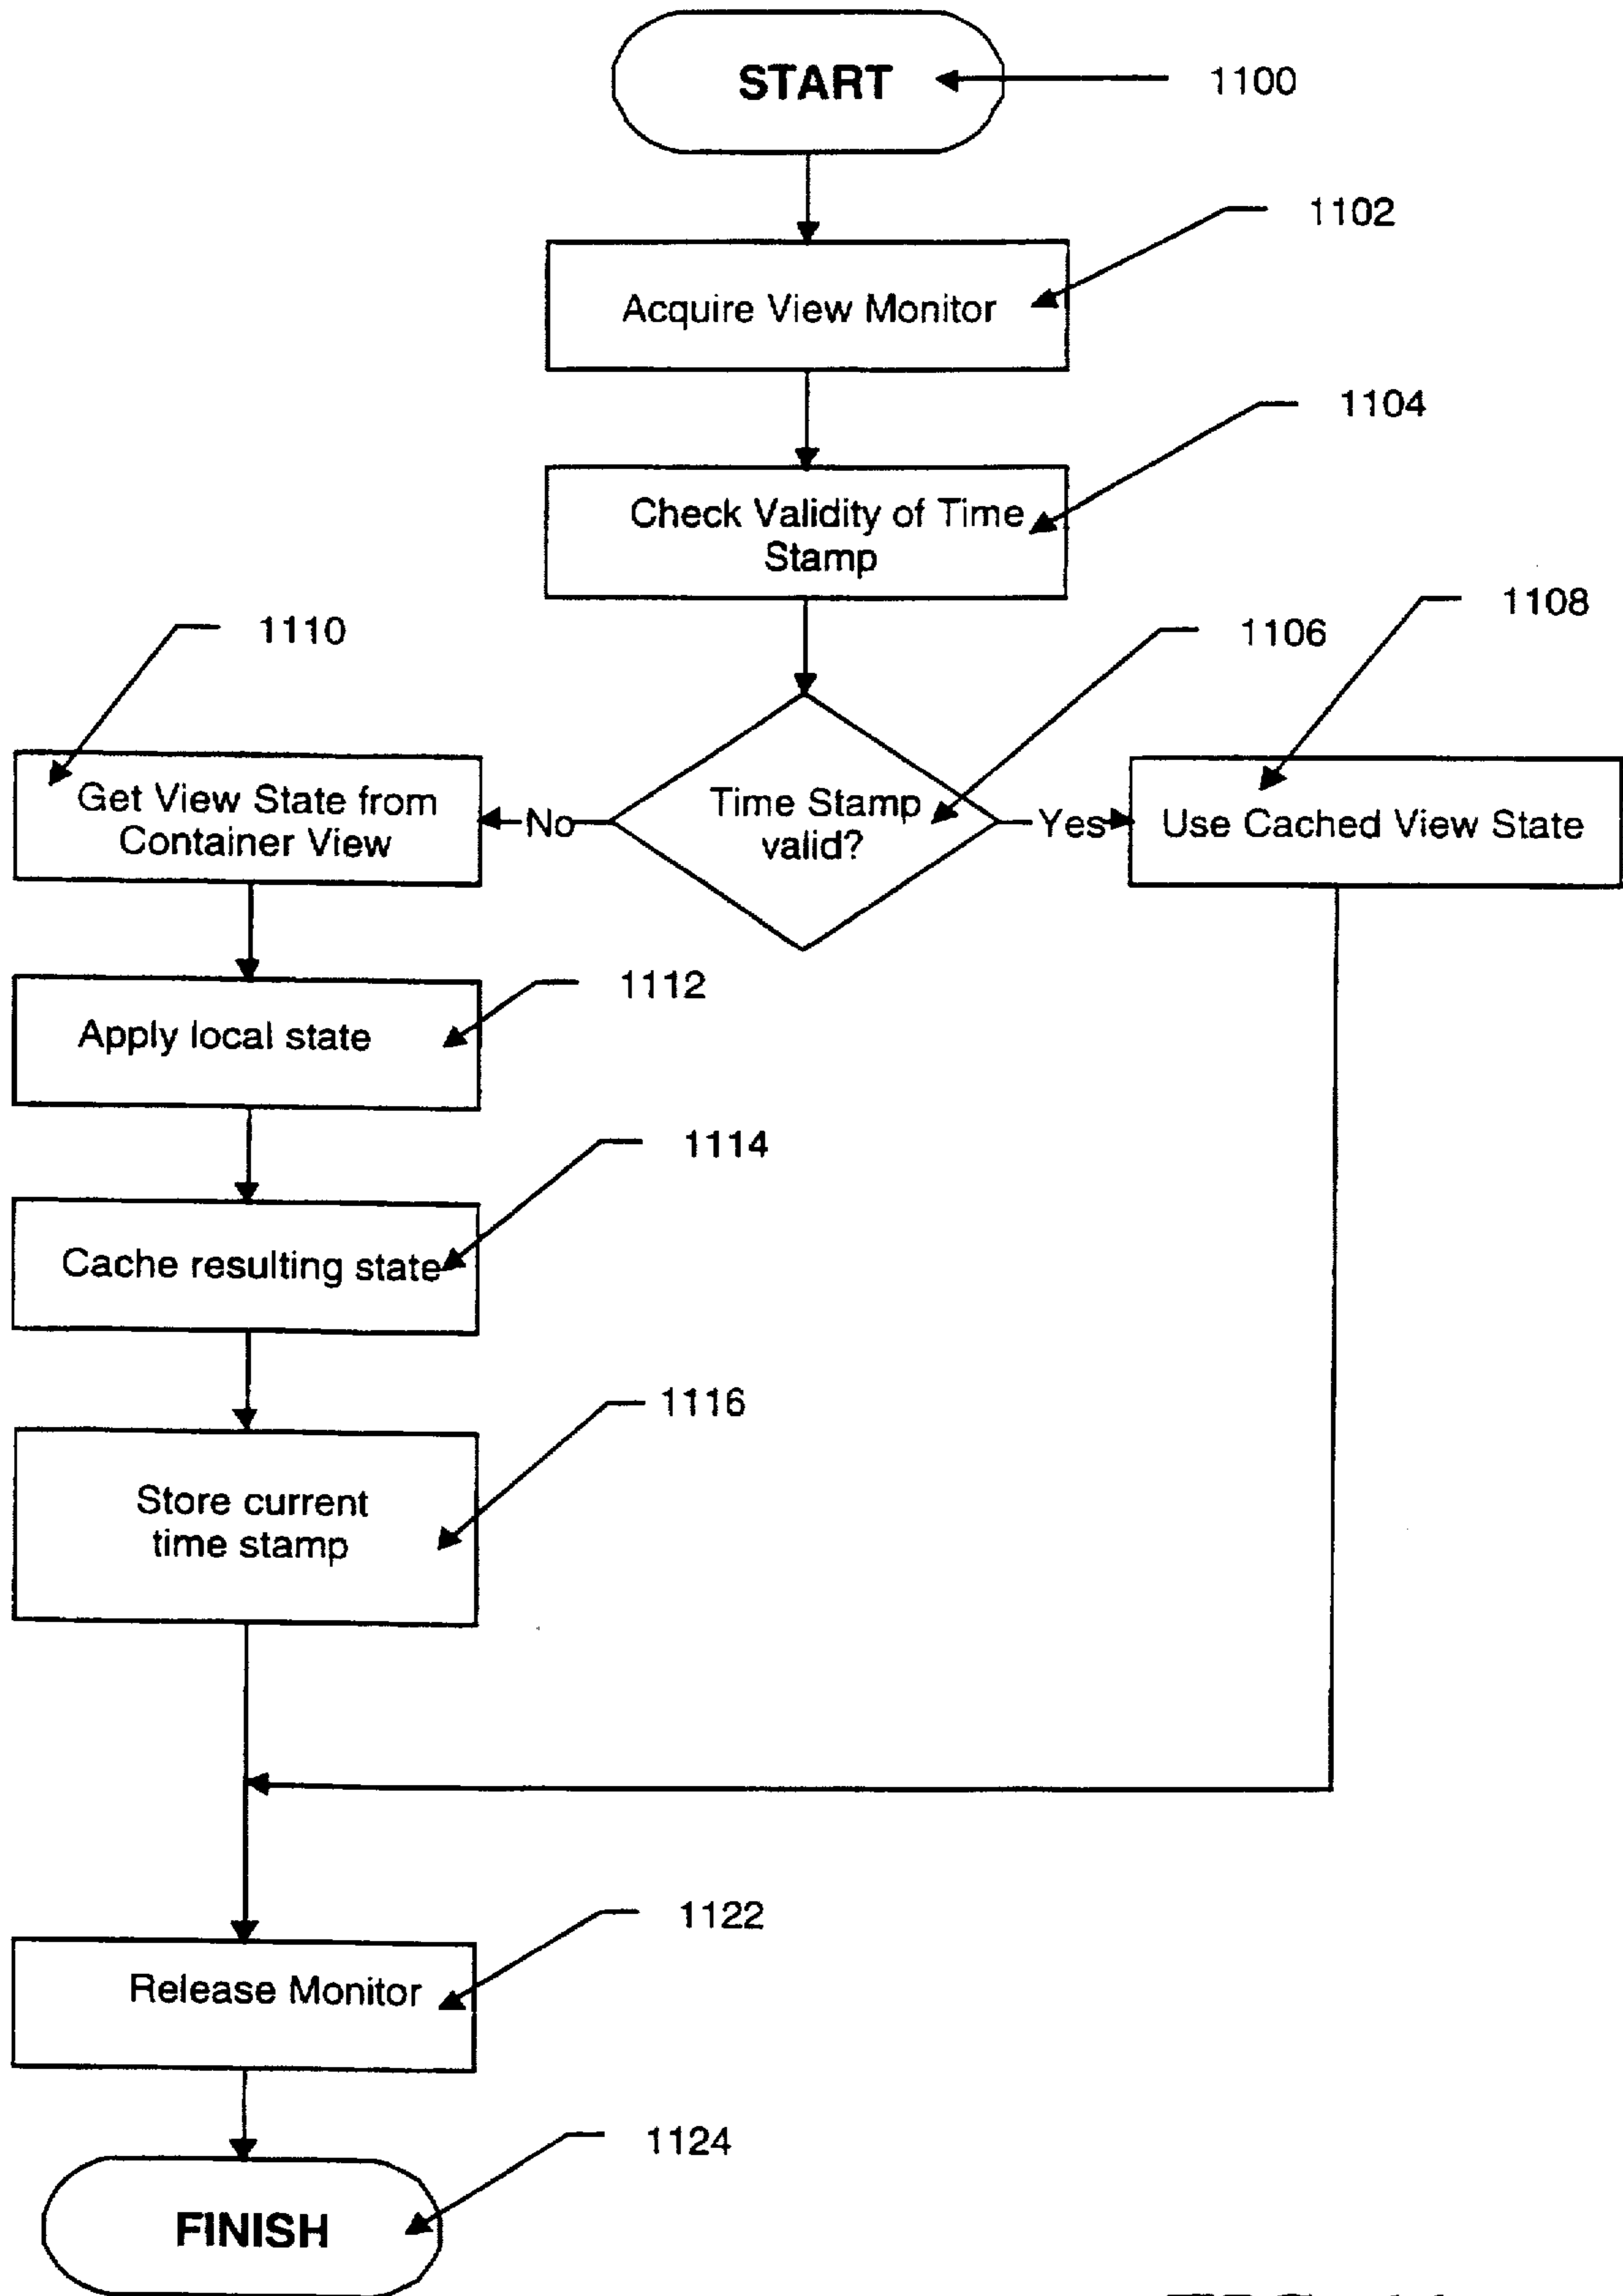 START
1100
1102
Acquire View Monitor
1104
Check Validity of Time
Stamp
1110
1106
1108
Get View State from
Container View
No
Time Stamp
valid?
Yes
Use Cached View State
1112
Apply local state
1114
Cache resulting state
1116
Store current
time stamp
1122
Release Monitor
1124
FINISH